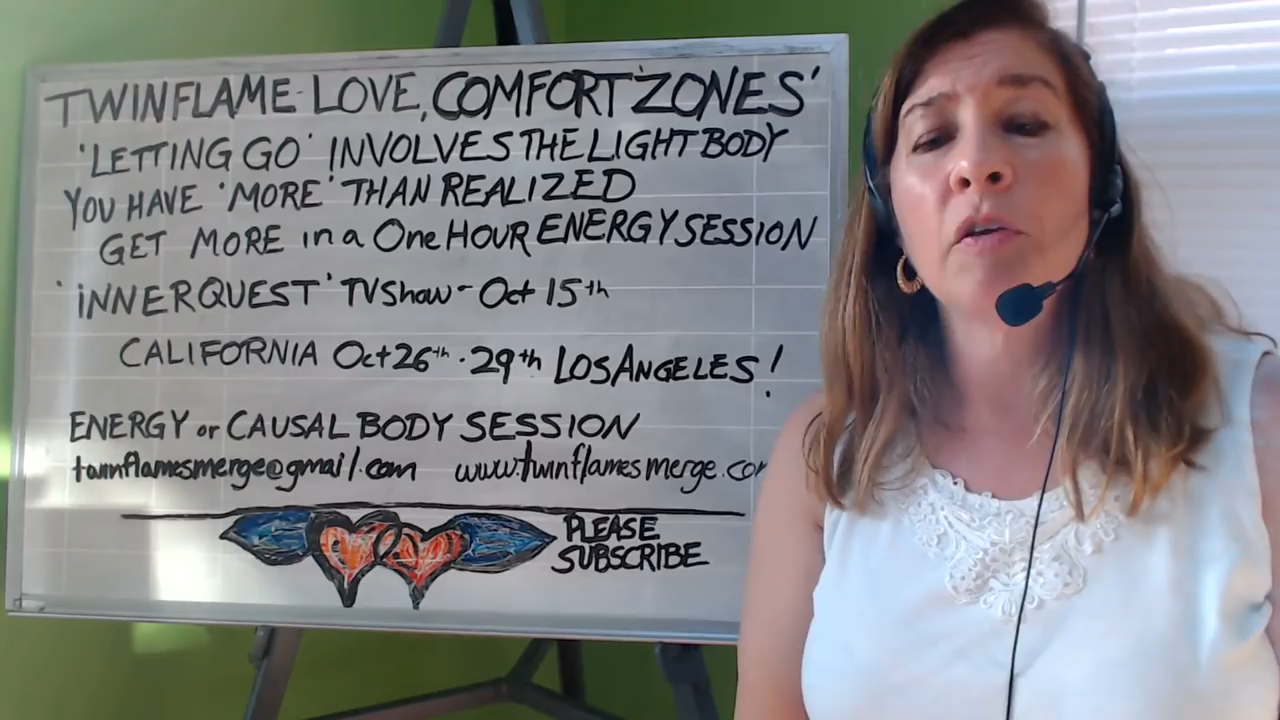 TWINFLAME-LOVE, COMFORT 'ZONES'
'LETTING GO' INVOLVES THE LIGHT BODY
YOU HAVE 'MORE' THAN REALIZED
GET MORE in a One HOUR ENERGY SESSION
'INNERQUEST' TV Show - Oct 15th
CALIFORNIA Oct 26th - 29th LOS ANGELES!
ENERGY or CAUSAL BODY SESSION
twinflamesmerge@gmail.com www.twinflamesmerge.com
PLEASE
SUBSCRIBE